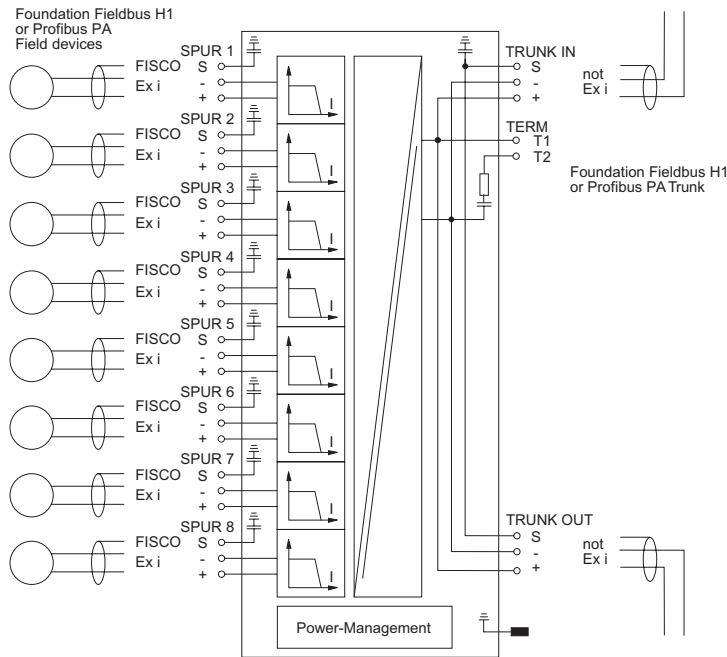 Foundation Fieldbus H1
or Profibus PA
Field devices
SPUR 1
FISCO S
Ex i -
+
I
SPUR 2
FISCO S
Ex i -
+
I
SPUR 3
FISCO S
Ex i -
+
I
SPUR 4
FISCO S
Ex i -
+
I
SPUR 5
FISCO S
Ex i -
+
I
SPUR 6
FISCO S
Ex i -
+
I
SPUR 7
FISCO S
Ex i -
+
I
SPUR 8
FISCO S
Ex i -
+
I
Power-Management
TRUNK IN
S
-
+
not
Ex i
TERM
T1
T2
Foundation Fieldbus H1
or Profibus PA Trunk
TRUNK OUT
S
-
+
not
Ex i